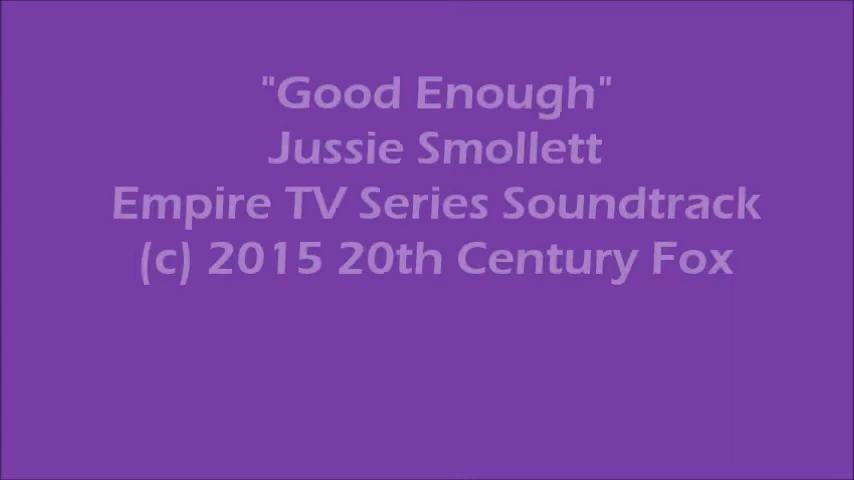 "Good Enough"
Jussie Smollett
Empire TV Series Soundtrack
(c) 2015 20th Century Fox